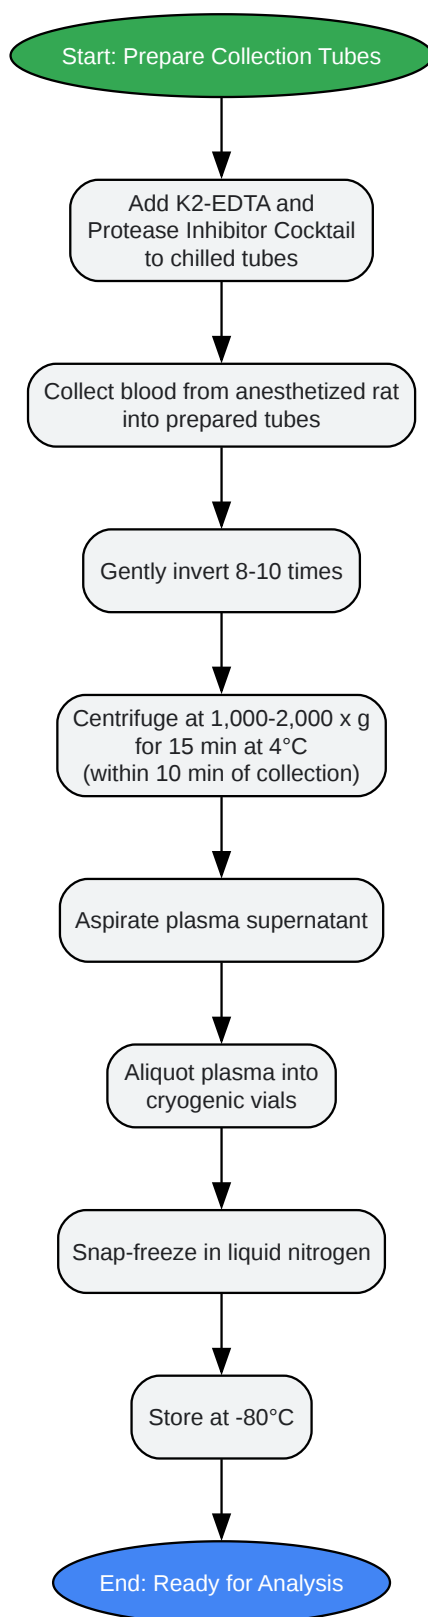 Start: Prepare Collection Tubes
Add K2-EDTA and
Protease Inhibitor Cocktail
to chilled tubes
Collect blood from anesthetized rat
into prepared tubes
Gently invert 8-10 times
Centrifuge at 1,000-2,000 x g
for 15 min at 4°C
(within 10 min of collection)
Aspirate plasma supernatant
Aliquot plasma into
cryogenic vials
Snap-freeze in liquid nitrogen
Store at -80°C
End: Ready for Analysis